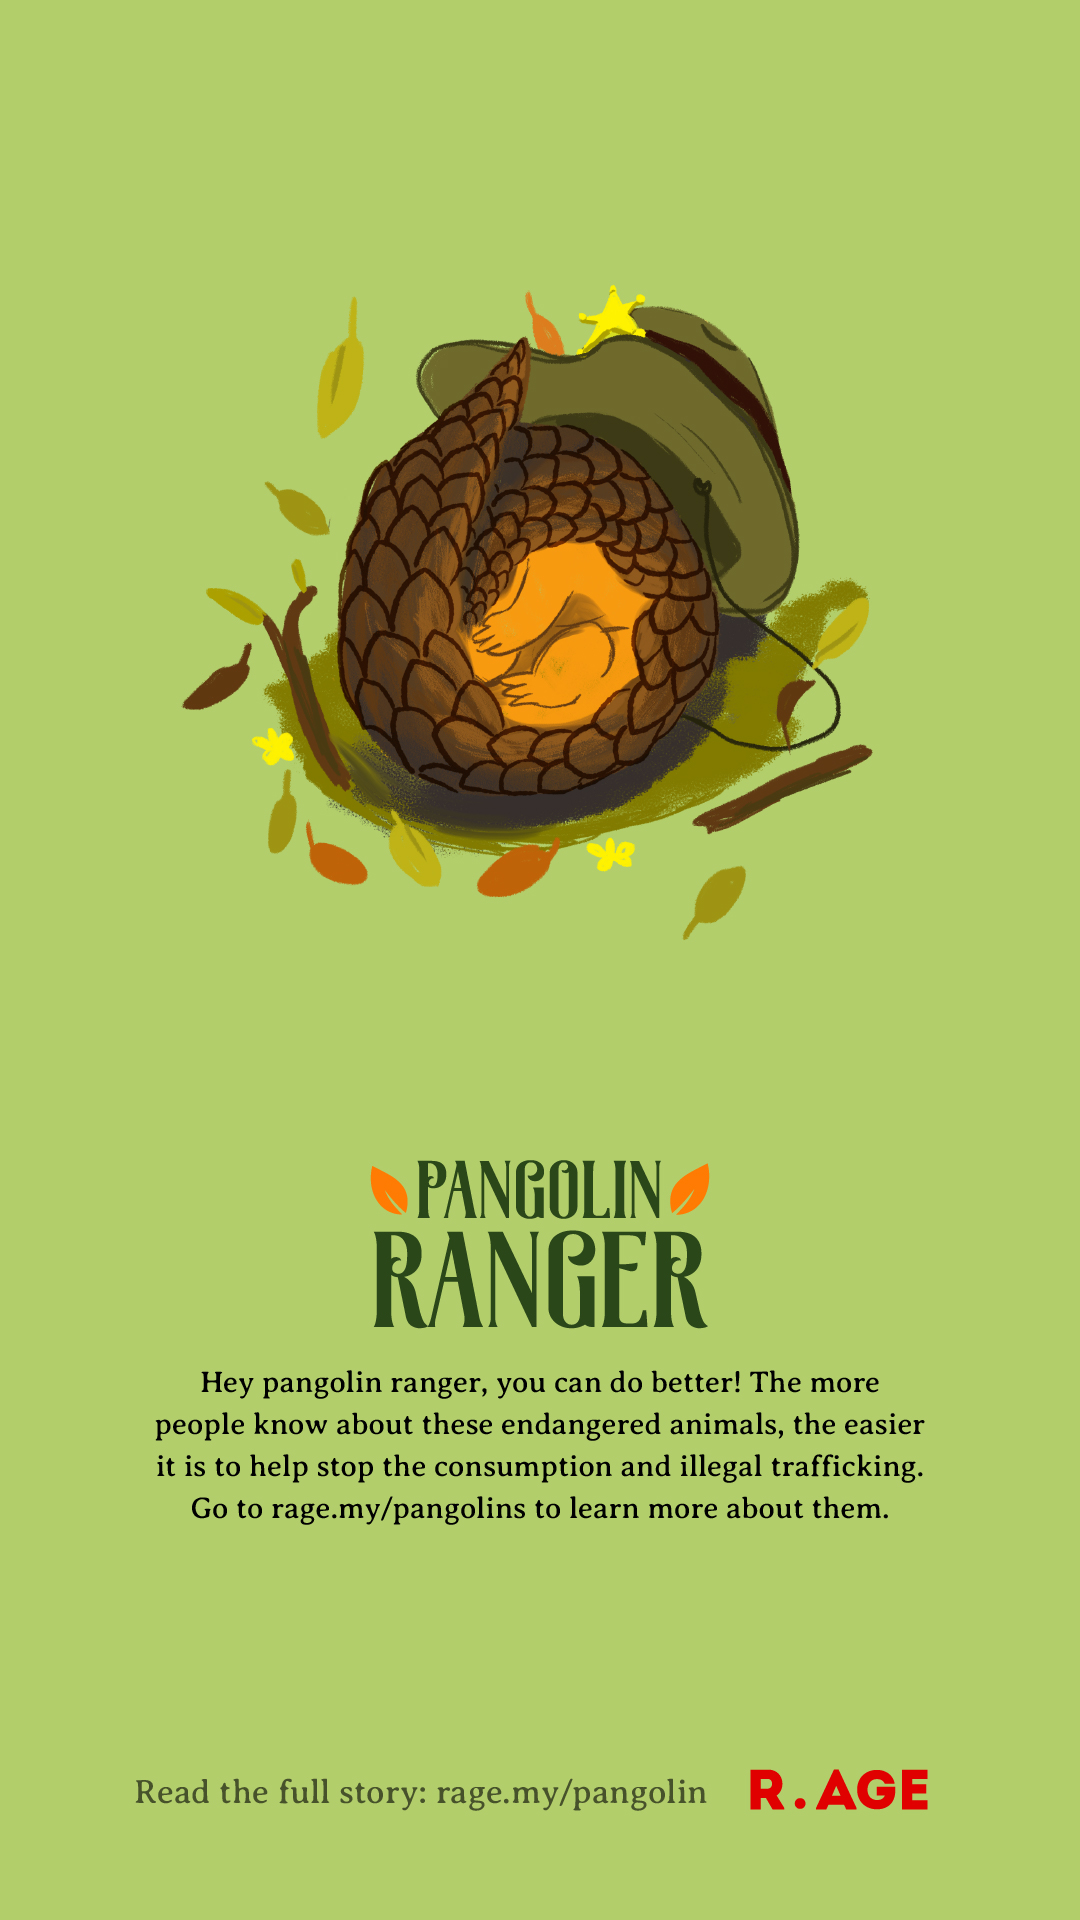 PANGOLIN
RANGER
Hey pangolin ranger, you can do better! The more
people know about these endangered animals, the easier
it is to help stop the consumption and illegal trafficking.
Go to rage.my/pangolins to learn more about them.
Read the full story: rage.my/pangolin R.AGE